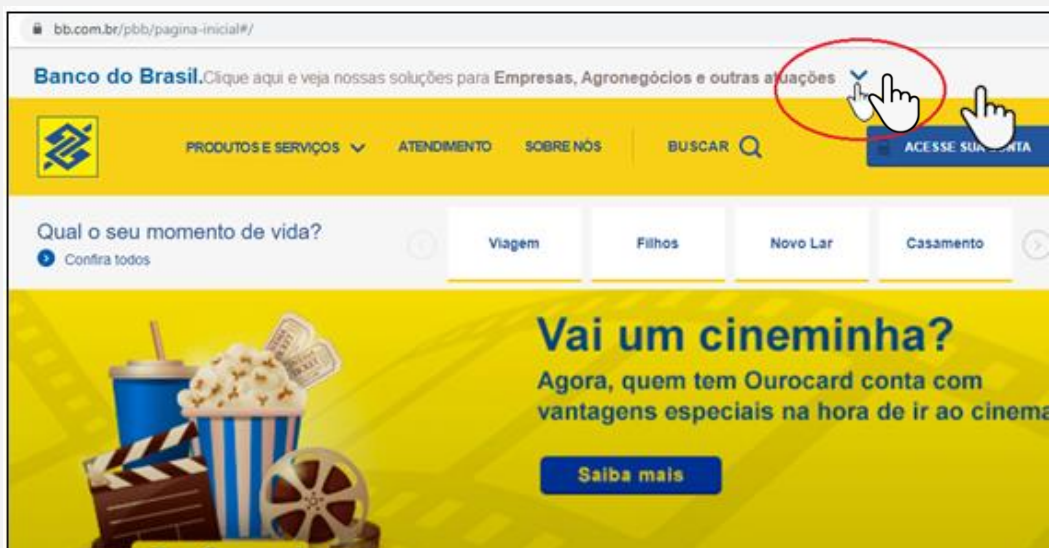 bb.com.br/pbb/pagina-inicial#/
Banco do Brasil.Clique aqui e veja nossas soluções para Empresas, Agronegócios e outras atuações
PRODUTOS E SERVIÇOS ATENDIMENTO SOBRE NÓS BUSCAR ACESSE SUA CONTA
Qual o seu momento de vida?
Confira todos
Viagem Filhos Novo Lar Casamento
Vai um cineminha?
Agora, quem tem Ourocard conta com
vantagens especiais na hora de ir ao cinema
Saiba mais
TICKET